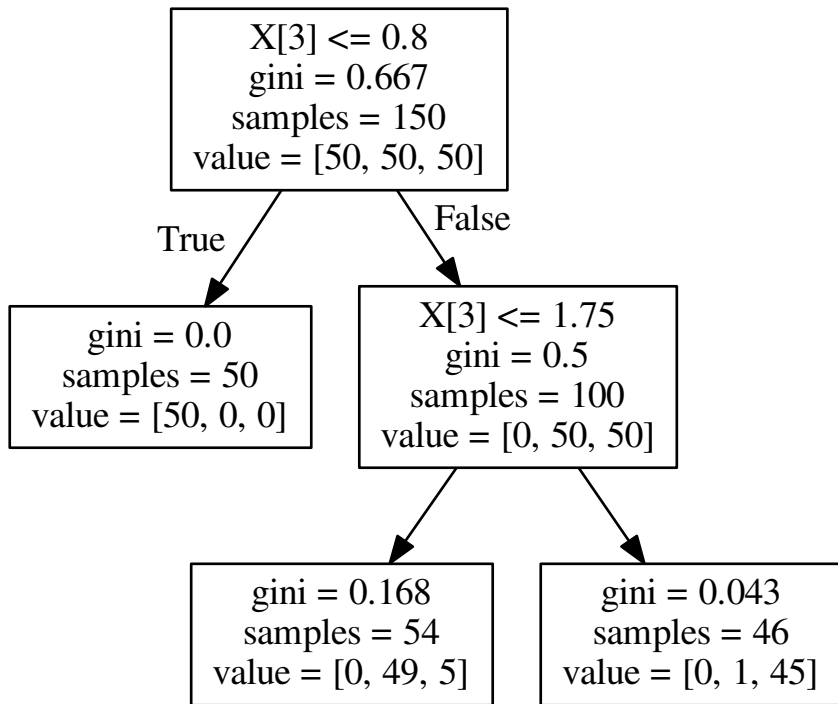 X[3] <= 0.8
gini = 0.667
samples = 150
value = [50, 50, 50]
True
False
gini = 0.0
samples = 50
value = [50, 0, 0]
X[3] <= 1.75
gini = 0.5
samples = 100
value = [0, 50, 50]
gini = 0.168
samples = 54
value = [0, 49, 5]
gini = 0.043
samples = 46
value = [0, 1, 45]